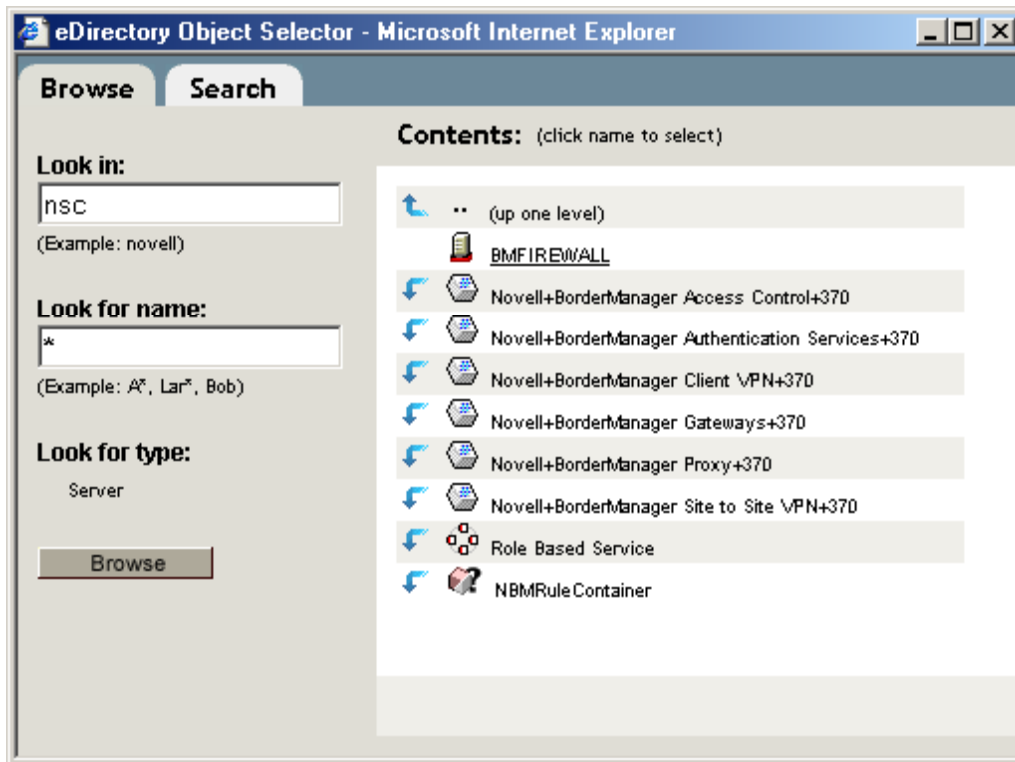 eDirectory Object Selector - Microsoft Internet Explorer
Browse Search
Contents: (click name to select)
Look in:
nsc
(Example: novell)
Look for name:
*
(Example: A*, Lar*, Bob)
Look for type:
Server
Browse
.. (up one level)
BMFIREWALL
Novell+BorderManager Access Control+370
Novell+BorderManager Authentication Services+370
Novell+BorderManager Client VPN+370
Novell+BorderManager Gateways+370
Novell+BorderManager Proxy+370
Novell+BorderManager Site to Site VPN+370
Role Based Service
NBMRuleContainer